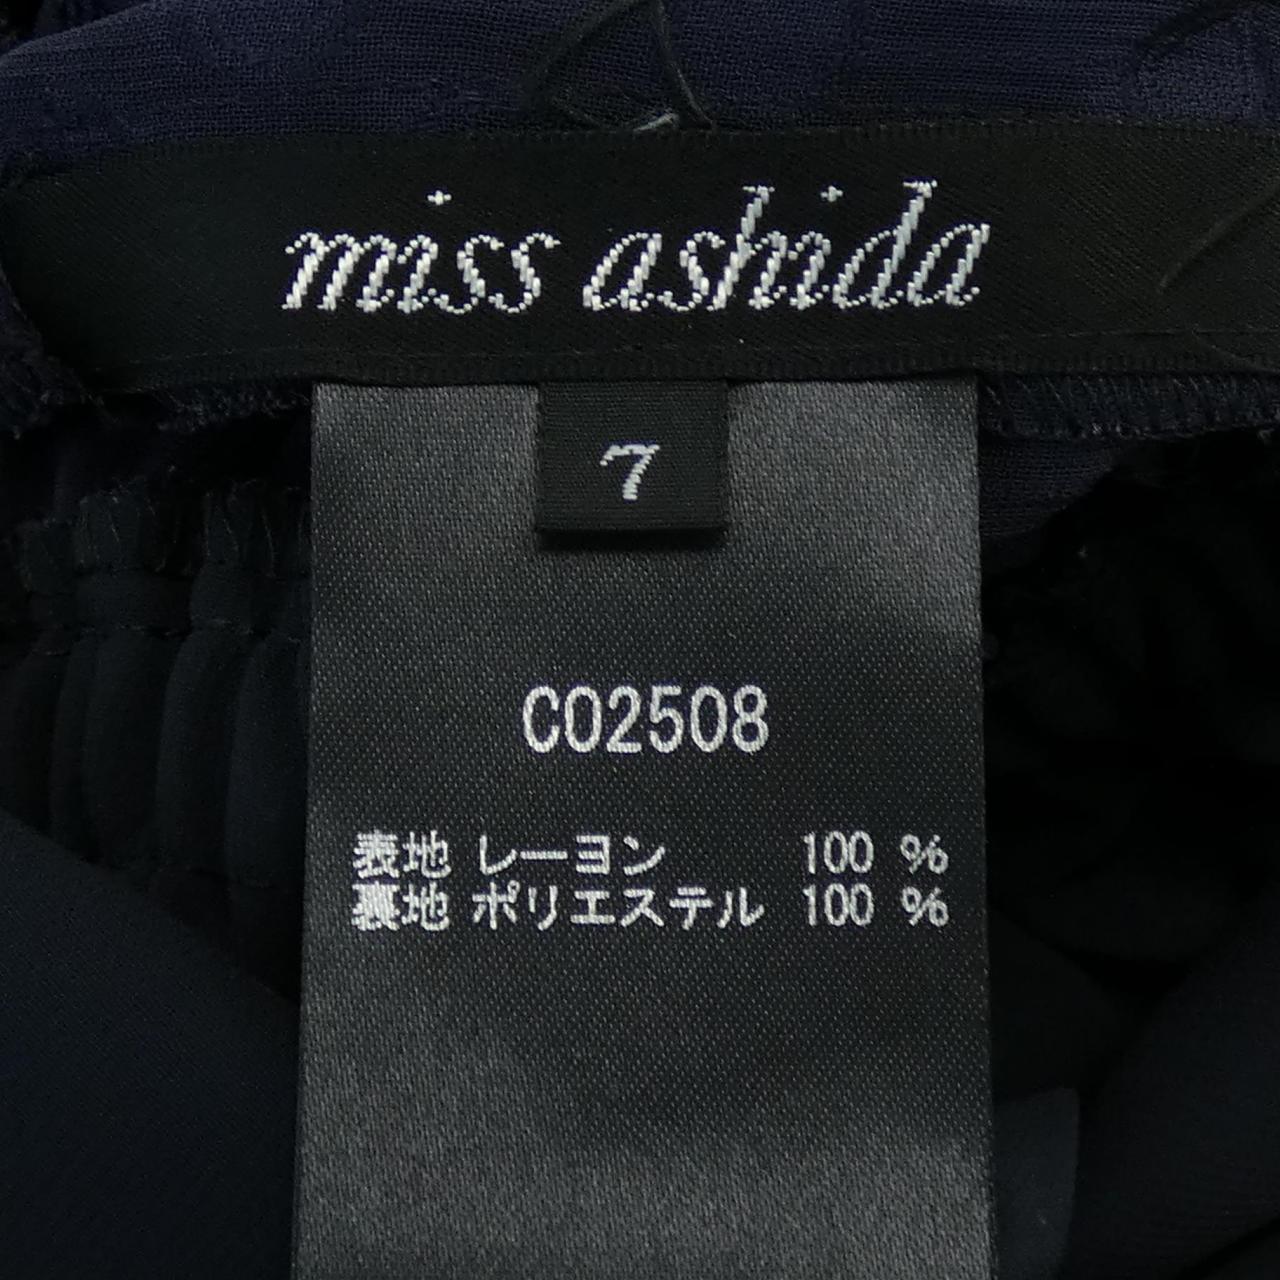 miss ashida
7
C02508
表地 レーヨン 100 %
裏地 ポリエステル 100 %